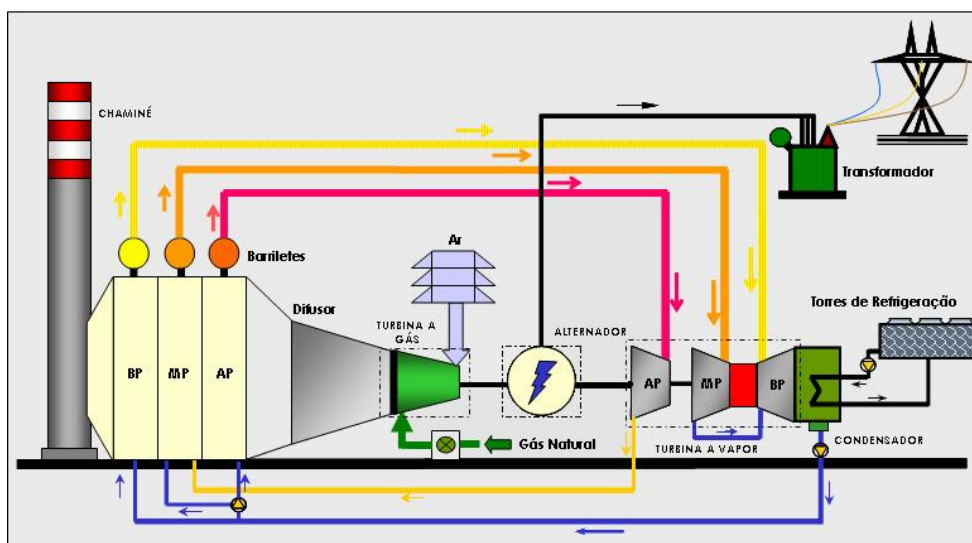 CHAMINÉ
Transformador
Barriletes
Ar
Torres de Refrigeração
Difusor
TURBINA A
GÁS
ALTERNADOR
BP
MP
AP
AP
MP
BP
Gás Natural
TURBINA A VAPOR
CONDENSADOR